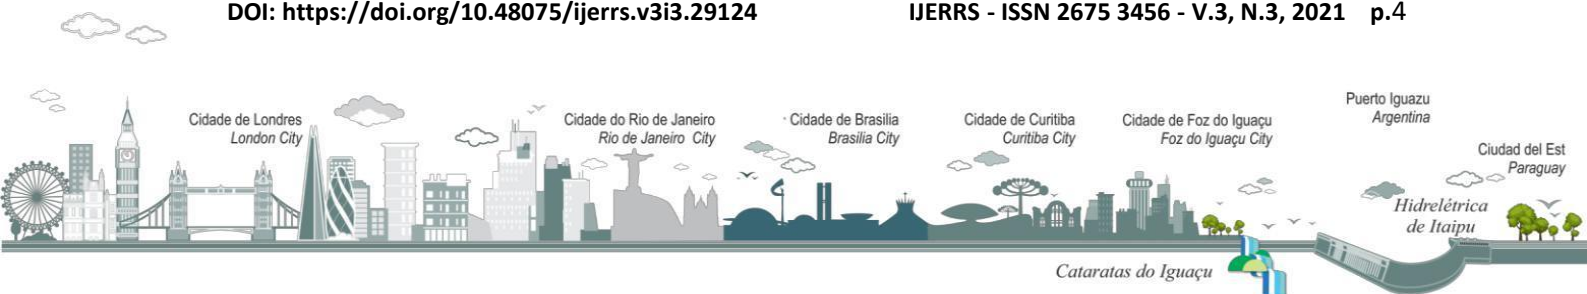 DOI: https://doi.org/10.48075/ijerrs.v3i3.29124 IJERRS - ISSN 2675 3456 - V.3, N.3, 2021 p.4
Cidade de Londres
London City
Cidade do Rio de Janeiro
Rio de Janeiro City
Cidade de Brasilia
Brasilia City
Cidade de Curitiba
Curitiba City
Cidade de Foz do Iguaçu
Foz do Iguaçu City
Puerto Iguazu
Argentina
Ciudad del Est
Paraguay
Hidrelétrica
de Itaipu
Cataratas do Iguaçu